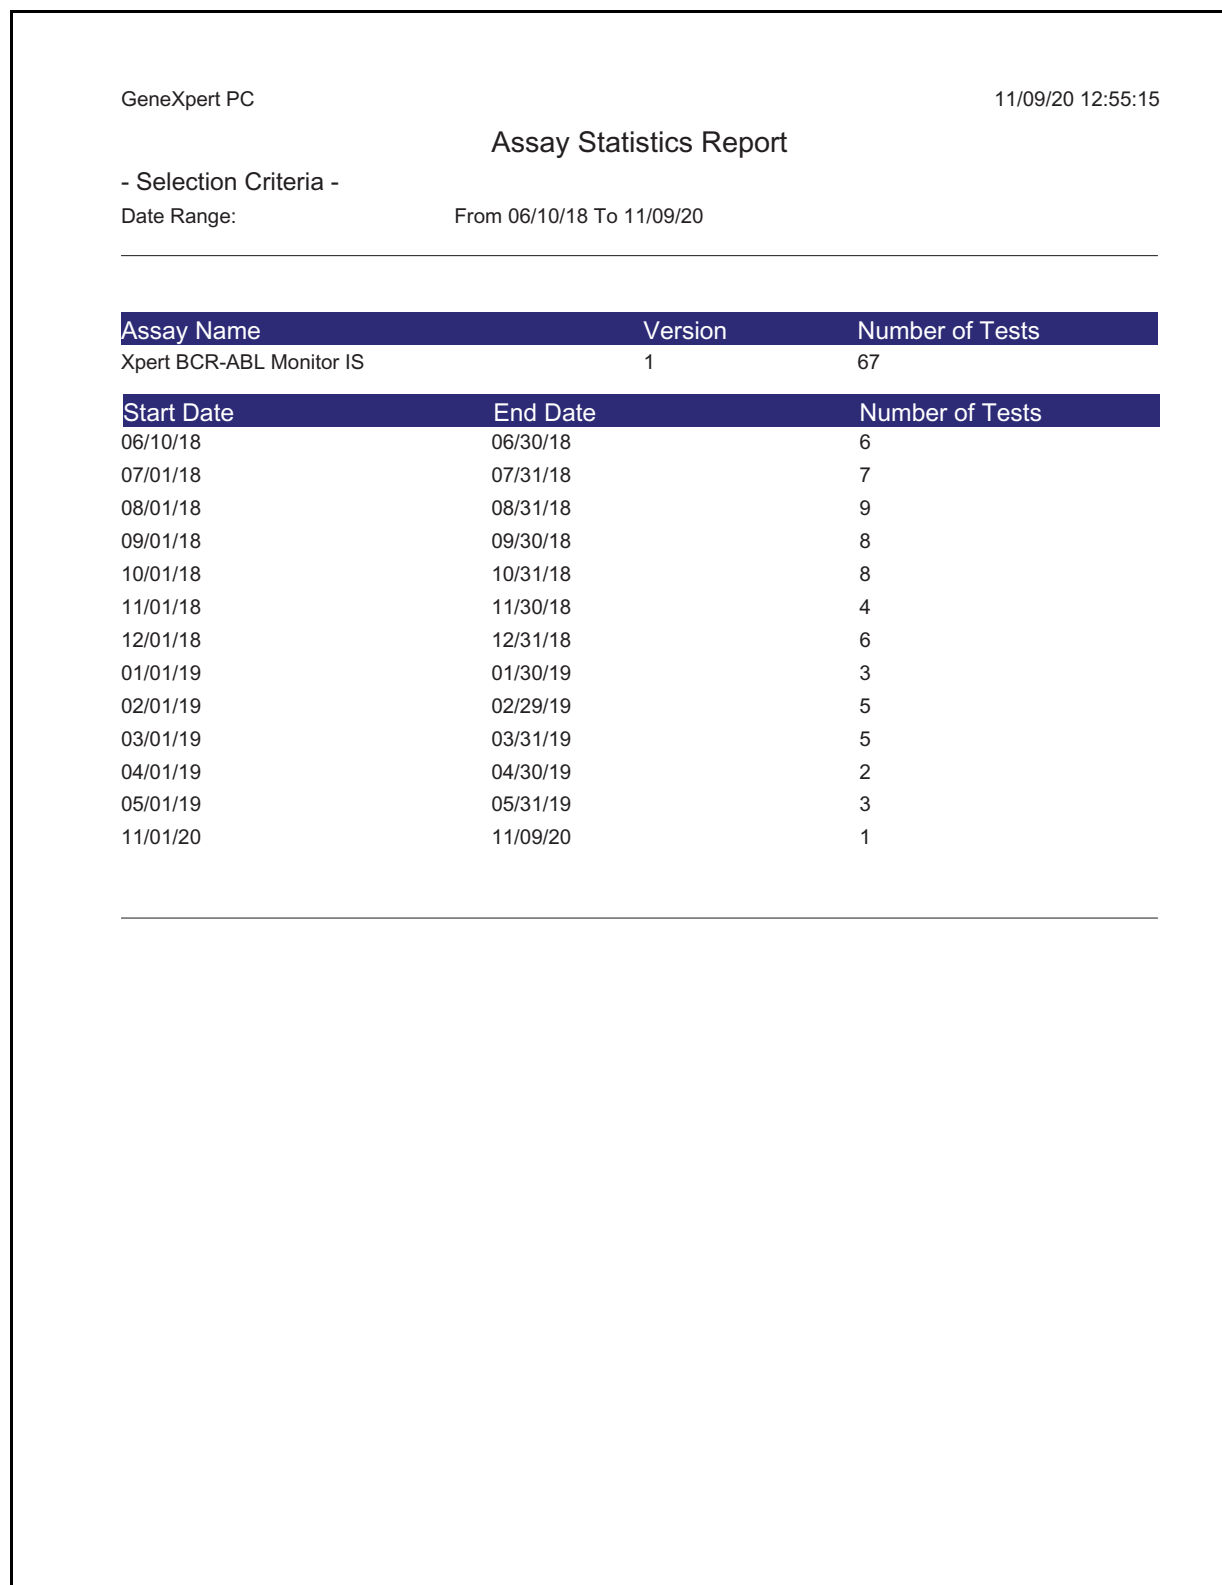 GeneXpert PC 11/09/20 12:55:15
Assay Statistics Report
- Selection Criteria -
Date Range: From 06/10/18 To 11/09/20
Assay Name Version Number of Tests
Xpert BCR-ABL Monitor IS 1 67
Start Date End Date Number of Tests
06/10/18 06/30/18 6
07/01/18 07/31/18 7
08/01/18 08/31/18 9
09/01/18 09/30/18 8
10/01/18 10/31/18 8
11/01/18 11/30/18 4
12/01/18 12/31/18 6
01/01/19 01/30/19 3
02/01/19 02/29/19 5
03/01/19 03/31/19 5
04/01/19 04/30/19 2
05/01/19 05/31/19 3
11/01/20 11/09/20 1